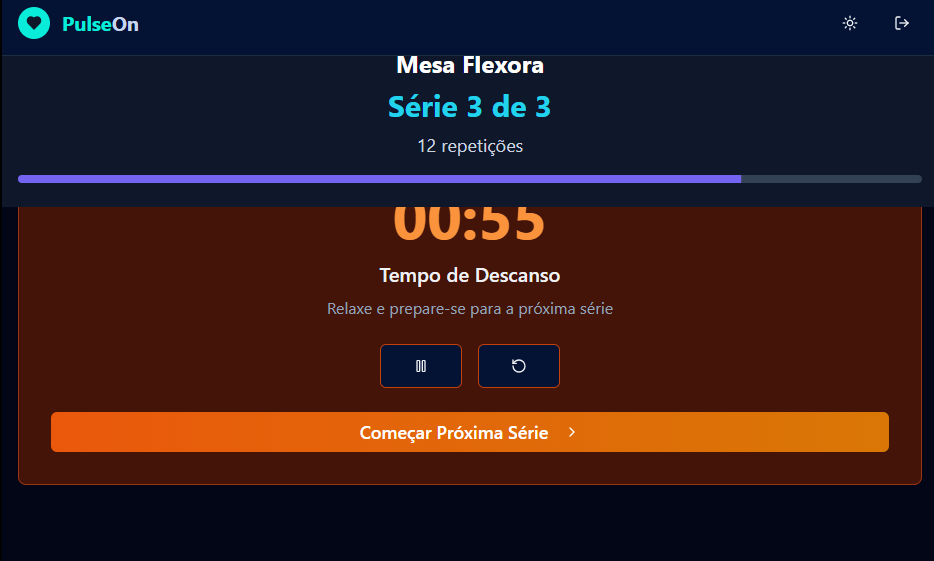 PulseOn
Mesa Flexora
Série 3 de 3
12 repetições
00:55
Tempo de Descanso
Relaxe e prepare-se para a próxima série
Começar Próxima Série